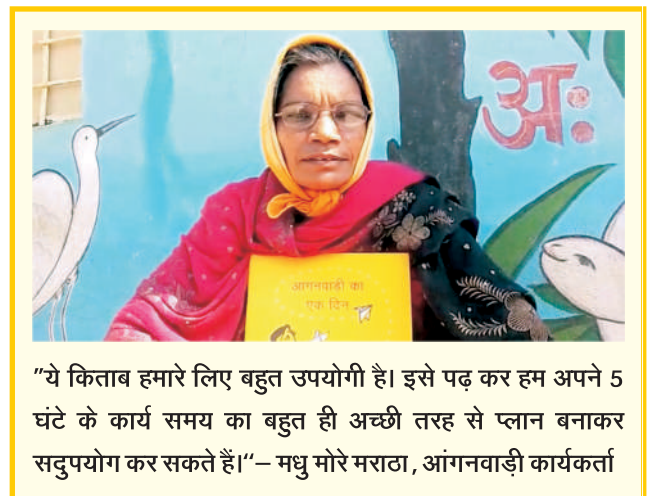 अः
आगनवाडी का
एक दिन
"ये किताब हमारे लिए बहुत उपयोगी है। इसे पढ़ कर हम अपने 5
घंटे के कार्य समय का बहुत ही अच्छी तरह से प्लान बनाकर
सदुपयोग कर सकते हैं।“– मधु मोरे मराठा, आंगनवाड़ी कार्यकर्ता